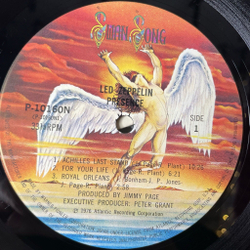 SWAN SONG
LED ZEPPELIN
PRESENCE
P-10160N
33⅓RPM
SIDE
1
1. ACHILLES LAST STAND (J. Page-R. Plant) 10:26
2. FOR YOUR LIFE (J. Page-R. Plant) 6:21
3. ROYAL ORLEANS (J. Bonham-J. P. Jones-
J. Page-R. Plant) 2:58
PRODUCED BY JIMMY PAGE
EXECUTIVE PRODUCER: PETER GRANT
℗ 1976 Atlantic Recording Corporation